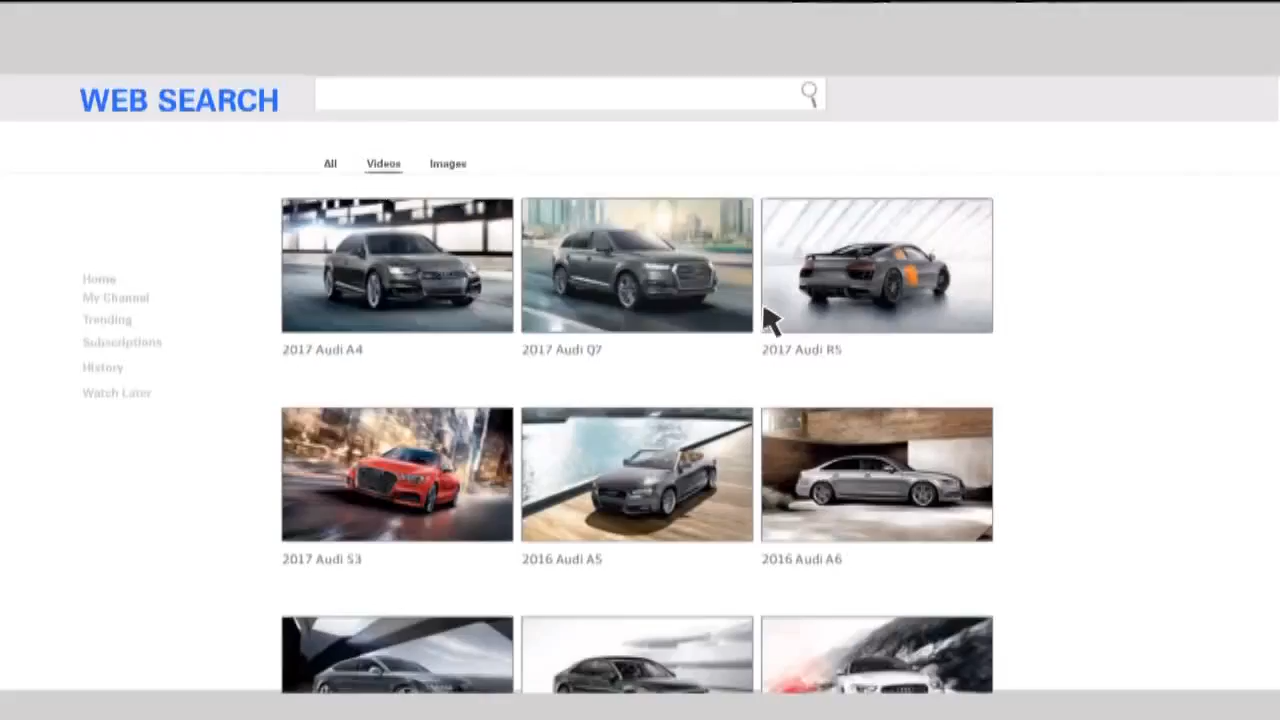 WEB SEARCH
All Videos Images
Home
My Channel
Trending
Subscriptions
History
Watch Later
2017 Audi A4 2017 Audi Q7 2017 Audi R5
2017 Audi S3 2016 Audi A5 2016 Audi A6